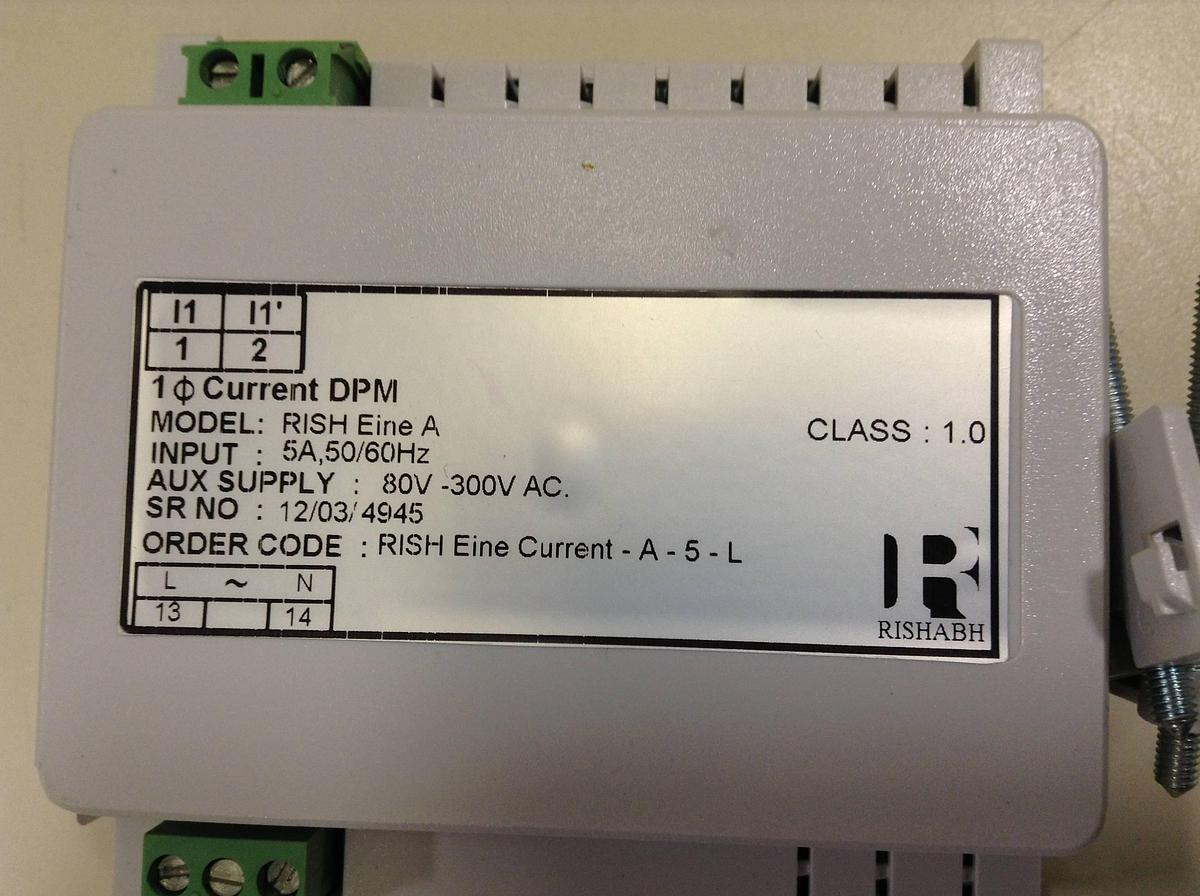 I1 I1'
1 2
1 ϕ Current DPM
MODEL: RISH Eine A
INPUT : 5A,50/60Hz
CLASS : 1.0
AUX SUPPLY : 80V -300V AC.
SR NO : 12/03/4945
ORDER CODE : RISH Eine Current - A - 5 - L
L ~ N
13 14
R
RISHABH